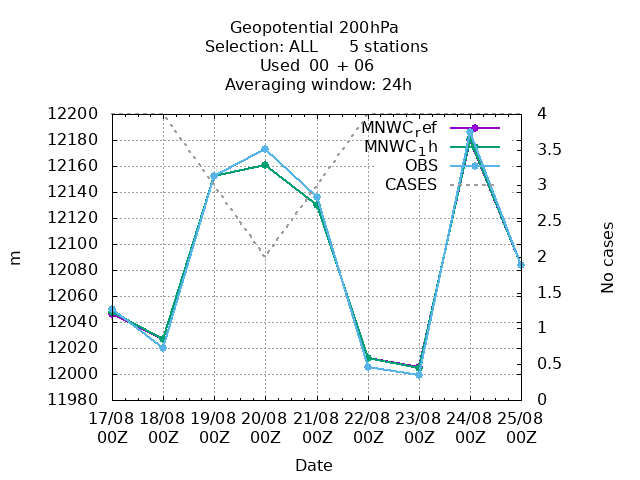 Geopotential 200hPa
Selection: ALL      5 stations
Used  00  + 06
Averaging window: 24h
12200
12180
12160
12140
12120
12100
12080
12060
12040
12020
12000
11980
m
4
3.5
3
2.5
2
1.5
1
0.5
0
No cases
MNWC_ref
MNWC_1h
OBS
CASES
17/08 18/08 19/08 20/08 21/08 22/08 23/08 24/08 25/08
00Z 00Z 00Z 00Z 00Z 00Z 00Z 00Z 00Z
Date